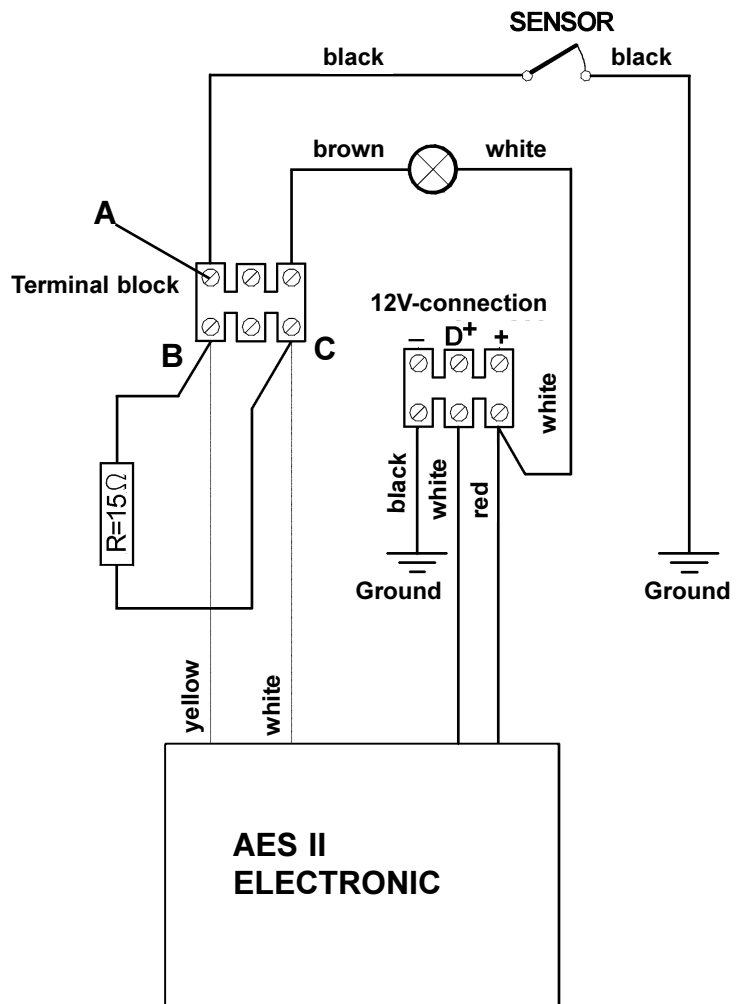 SENSOR
black
black
brown
white
A
Terminal block
12V-connection
– D+ +
B
C
white
black
white
red
R=15Ω
Ground
Ground
yellow
white
AES II
ELECTRONIC